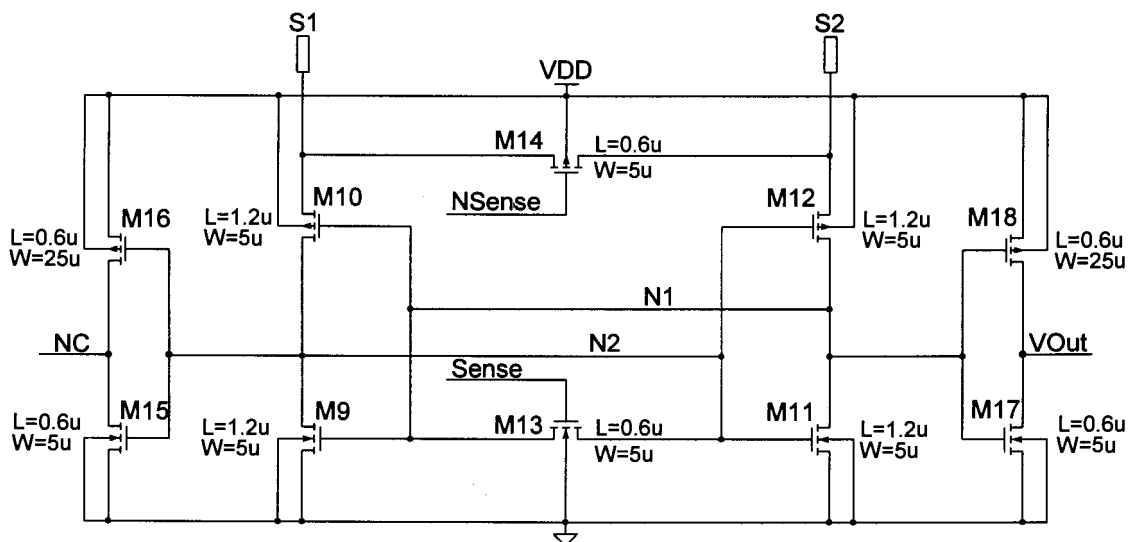 S1
S2
VDD
M14
L=0.6u
W=5u
NSense
M16
L=0.6u
W=25u
M10
L=1.2u
W=5u
M12
L=1.2u
W=5u
M18
L=0.6u
W=25u
N1
NC
N2
VOut
Sense
M15
L=0.6u
W=5u
M9
L=1.2u
W=5u
M13
L=0.6u
W=5u
M11
L=1.2u
W=5u
M17
L=0.6u
W=5u